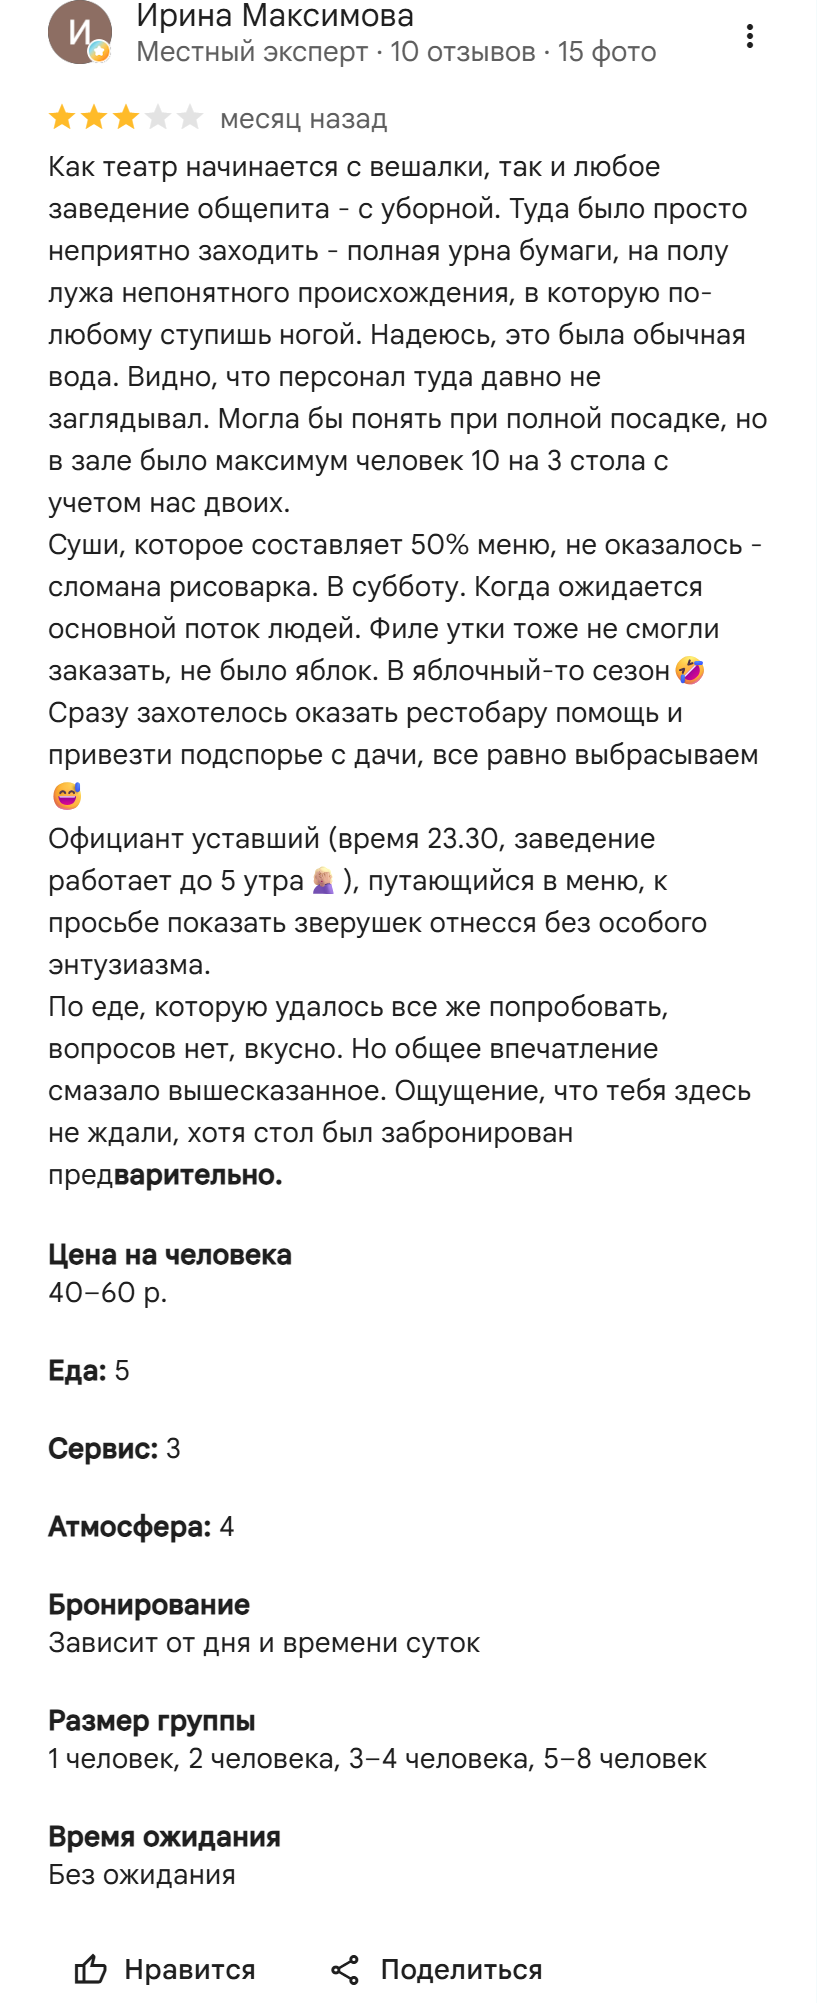 И
Ирина Максимова
Местный эксперт · 10 отзывов · 15 фото
месяц назад
Как театр начинается с вешалки, так и любое
заведение общепита - с уборной. Туда было просто
неприятно заходить - полная урна бумаги, на полу
лужа непонятного происхождения, в которую по-
любому ступишь ногой. Надеюсь, это была обычная
вода. Видно, что персонал туда давно не
заглядывал. Могла бы понять при полной посадке, но
в зале было максимум человек 10 на 3 стола с
учетом нас двоих.
Суши, которое составляет 50% меню, не оказалось -
сломана рисоварка. В субботу. Когда ожидается
основной поток людей. Филе утки тоже не смогли
заказать, не было яблок. В яблочный-то сезон🤣
Сразу захотелось оказать рестобару помощь и
привезти подспорье с дачи, все равно выбрасываем
😅
Официант уставший (время 23.30, заведение
работает до 5 утра🤦🏼‍♀️), путающийся в меню, к
просьбе показать зверушек отнесся без особого
энтузиазма.
По еде, которую удалось все же попробовать,
вопросов нет, вкусно. Но общее впечатление
смазало вышесказанное. Ощущение, что тебя здесь
не ждали, хотя стол был забронирован
предварительно.
Цена на человека
40–60 р.
Еда: 5
Сервис: 3
Атмосфера: 4
Бронирование
Зависит от дня и времени суток
Размер группы
1 человек, 2 человека, 3–4 человека, 5–8 человек
Время ожидания
Без ожидания
Нравится Поделиться